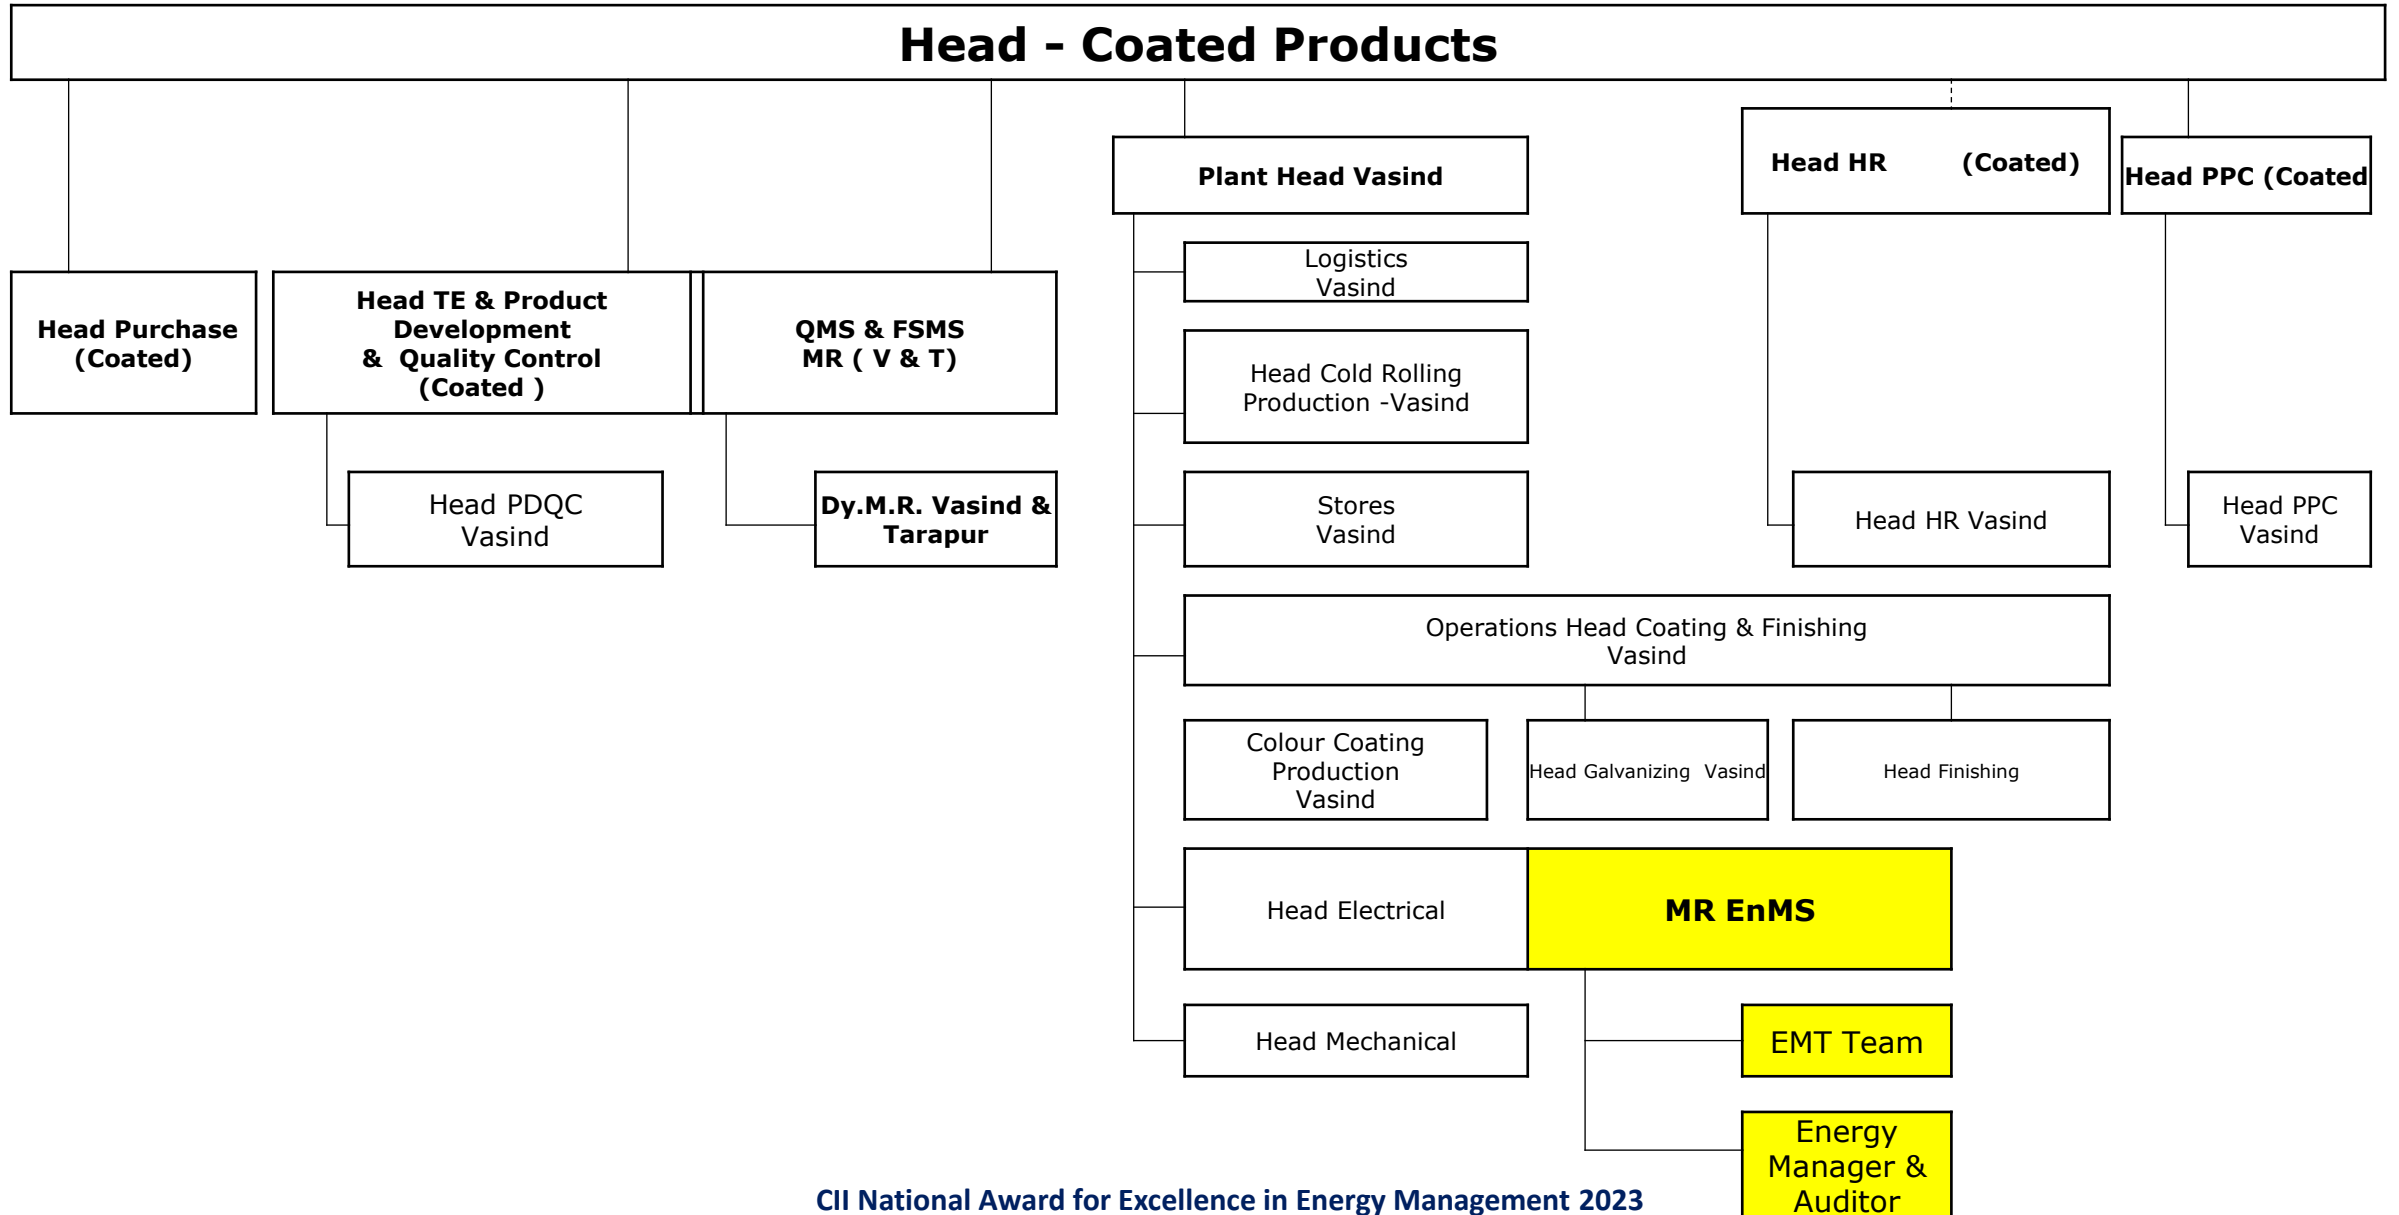 Head - Coated Products
Plant Head Vasind
Head HR (Coated)
Head PPC (Coated
Head Purchase
(Coated)
Head TE & Product
Development
& Quality Control
(Coated )
QMS & FSMS
MR ( V & T)
Logistics
Vasind
Head Cold Rolling
Production -Vasind
Head PDQC
Vasind
Dy.M.R. Vasind &
Tarapur
Stores
Vasind
Head HR Vasind
Head PPC
Vasind
Operations Head Coating & Finishing
Vasind
Colour Coating
Production
Vasind
Head Galvanizing Vasind
Head Finishing
Head Electrical
MR EnMS
Head Mechanical
EMT Team
Energy
Manager &
Auditor
CII National Award for Excellence in Energy Management 2023